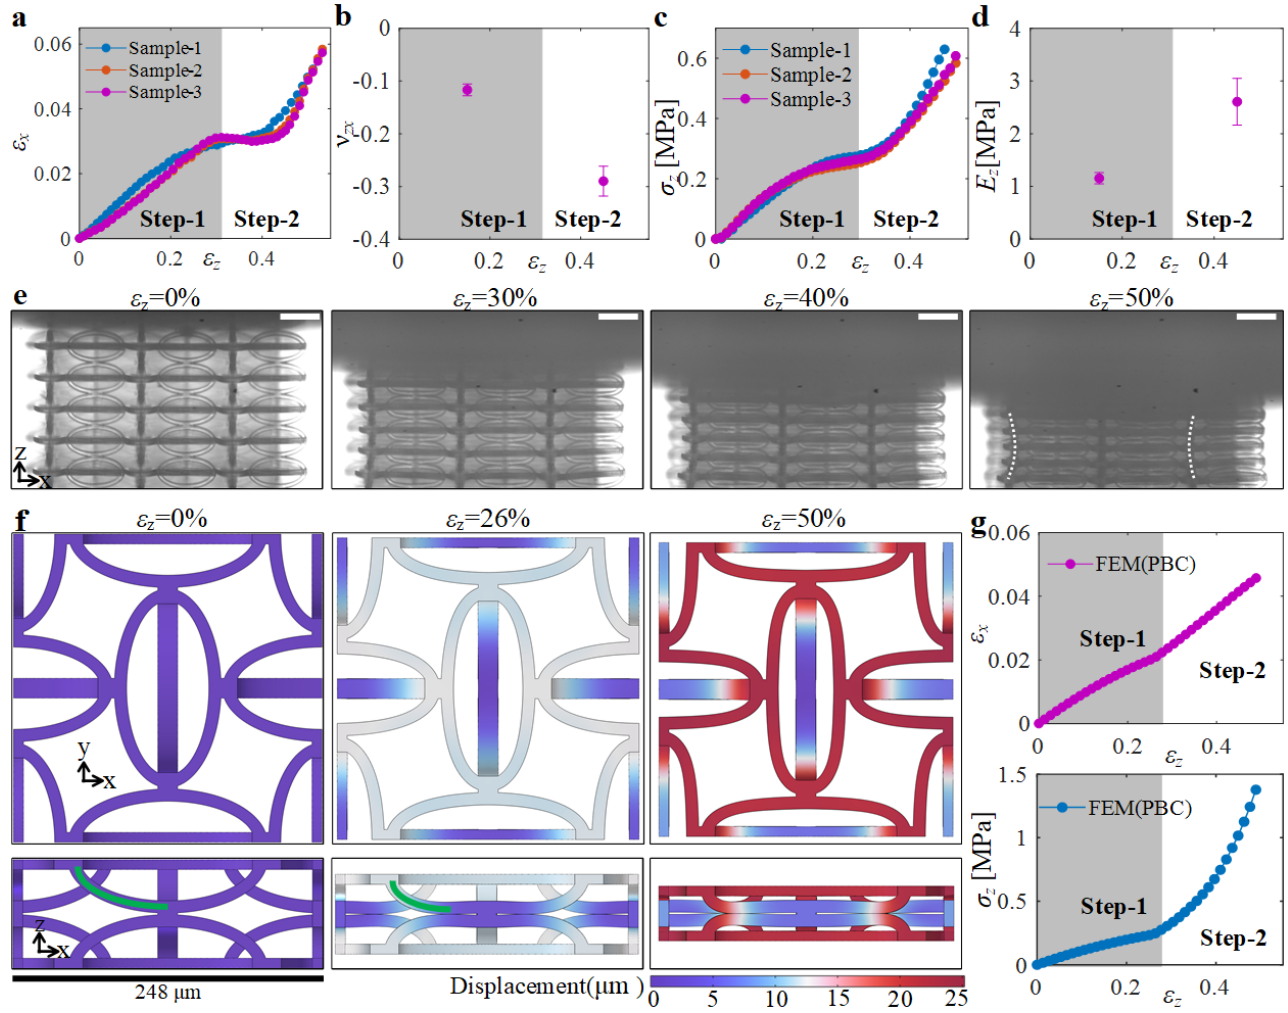 a
0.06
0.04
0.02
0
εx
Sample-1
Sample-2
Sample-3
Step-1
Step-2
0
0.2
εz
0.4
b
0
-0.1
-0.2
-0.3
-0.4
νzx
Step-1
Step-2
0
0.2
εz
0.4
c
0.6
0.4
0.2
0
σz [MPa]
Sample-1
Sample-2
Sample-3
Step-1
Step-2
0
0.2
εz
0.4
d
4
3
2
1
0
Ez[MPa]
Step-1
Step-2
0
0.2
εz
0.4
e
εz=0%
εz=30%
εz=40%
εz=50%
z
x
f
εz=0%
εz=26%
εz=50%
y
x
z
x
248 μm
Displacement(μm )
0
5
10
15
20
25
g
0.06
0.04
0.02
0
εx
FEM(PBC)
Step-1
Step-2
0
0.2
εz
0.4
1.5
1
0.5
0
σz [MPa]
FEM(PBC)
Step-1
Step-2
0
0.2
εz
0.4